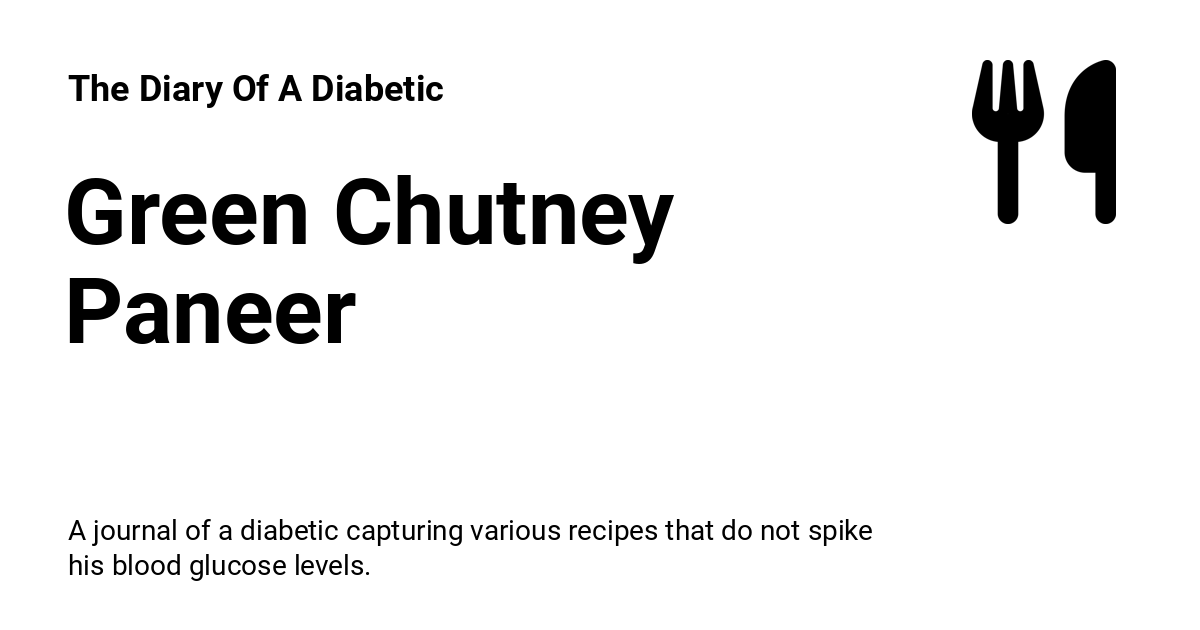 The Diary Of A Diabetic
Green Chutney
Paneer
A journal of a diabetic capturing various recipes that do not spike
his blood glucose levels.